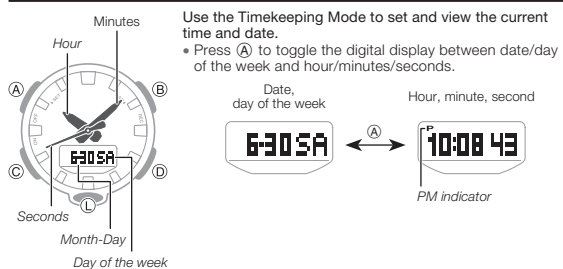 Use the Timekeeping Mode to set and view the current
time and date.
• Press Ⓐ to toggle the digital display between date/day
of the week and hour/minutes/seconds.
Minutes
Hour
Ⓐ
Ⓑ
Ⓒ
Ⓓ
Ⓛ
6-30 SA
Seconds
Month-Day
Day of the week
Date,
day of the week
6-30 SA
Ⓐ
Hour, minute, second
P
10:08 43
PM indicator